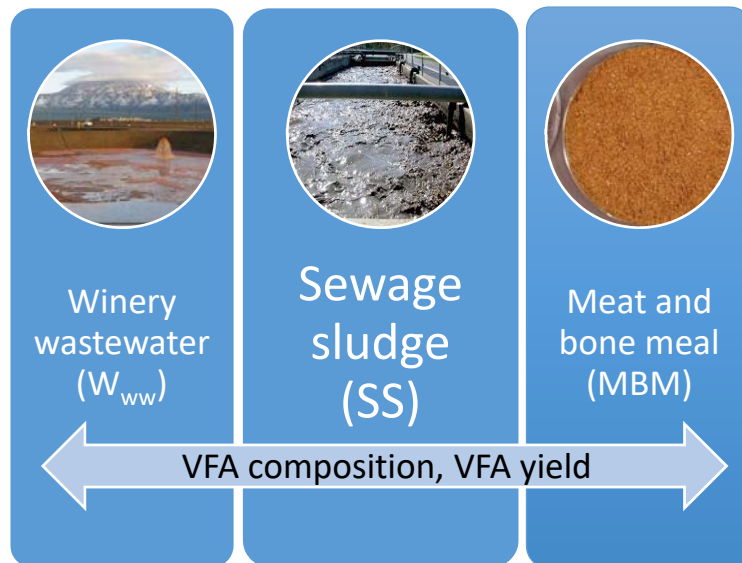 Winery
wastewater
(Www)
Sewage
sludge
(SS)
Meat and
bone meal
(MBM)
VFA composition, VFA yield